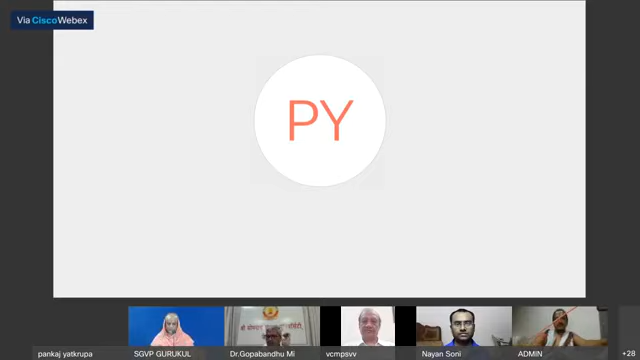 Via CiscoWebex
PY
pankaj yatkrupa
SGVP GURUKUL
Dr.Gopabandhu Mi
vcmpsvv
Nayan Soni
ADMIN
+28